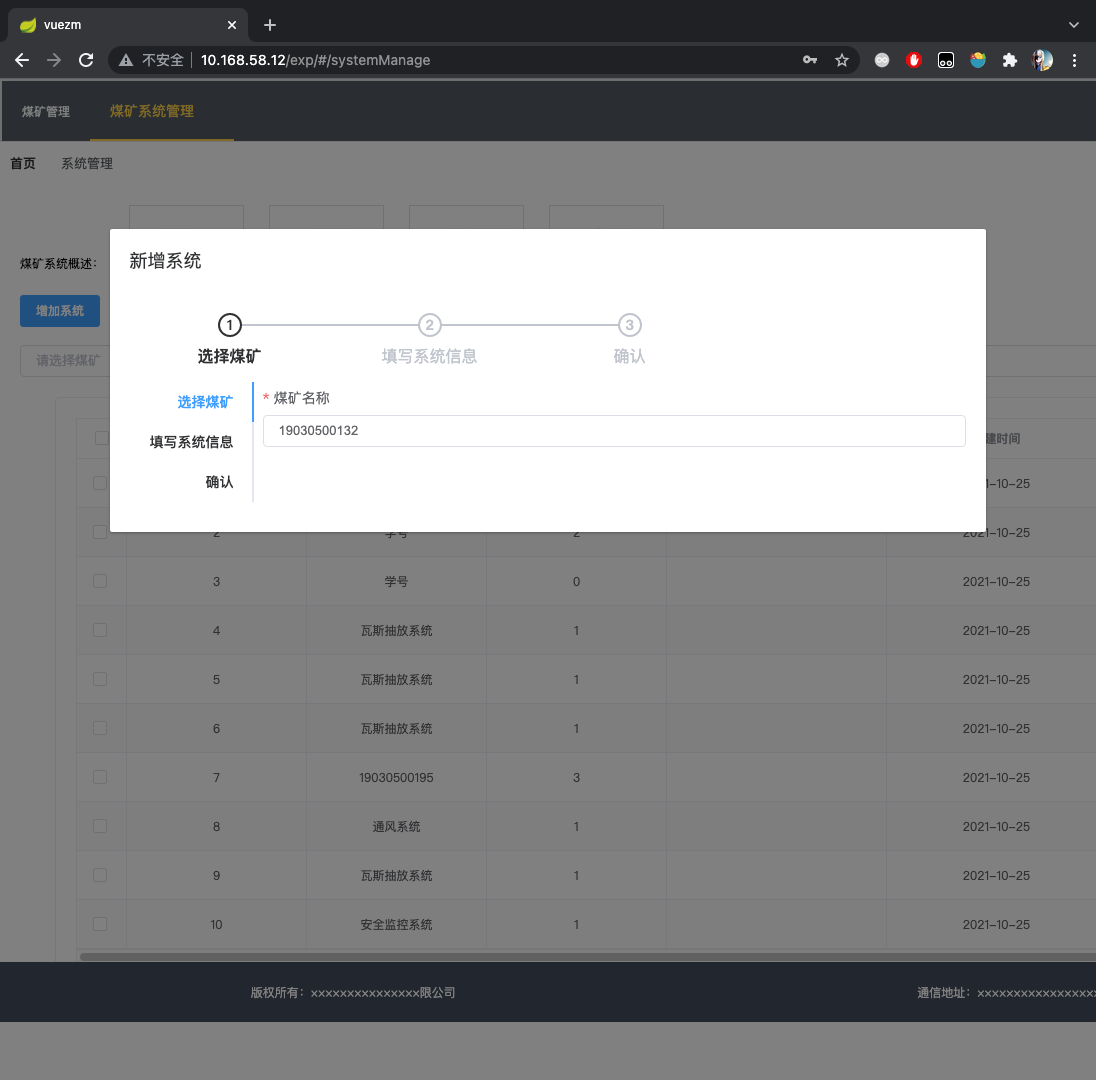 vuezm
不安全 10.168.58.12/exp/#/systemManage
煤矿管理 煤矿系统管理
首页 系统管理
煤矿系统概述：
增加系统
请选择煤矿
新增系统
1 2 3
选择煤矿 填写系统信息 确认
选择煤矿
填写系统信息
确认
* 煤矿名称
19030500132
建时间
1-10-25
2 学号 2 2021-10-25
3 学号 0 2021-10-25
4 瓦斯抽放系统 1 2021-10-25
5 瓦斯抽放系统 1 2021-10-25
6 瓦斯抽放系统 1 2021-10-25
7 19030500195 3 2021-10-25
8 通风系统 1 2021-10-25
9 瓦斯抽放系统 1 2021-10-25
10 安全监控系统 1 2021-10-25
版权所有：xxxxxxxxxxxxxxx限公司 通信地址：xxxxxxxxxxxxxxxx